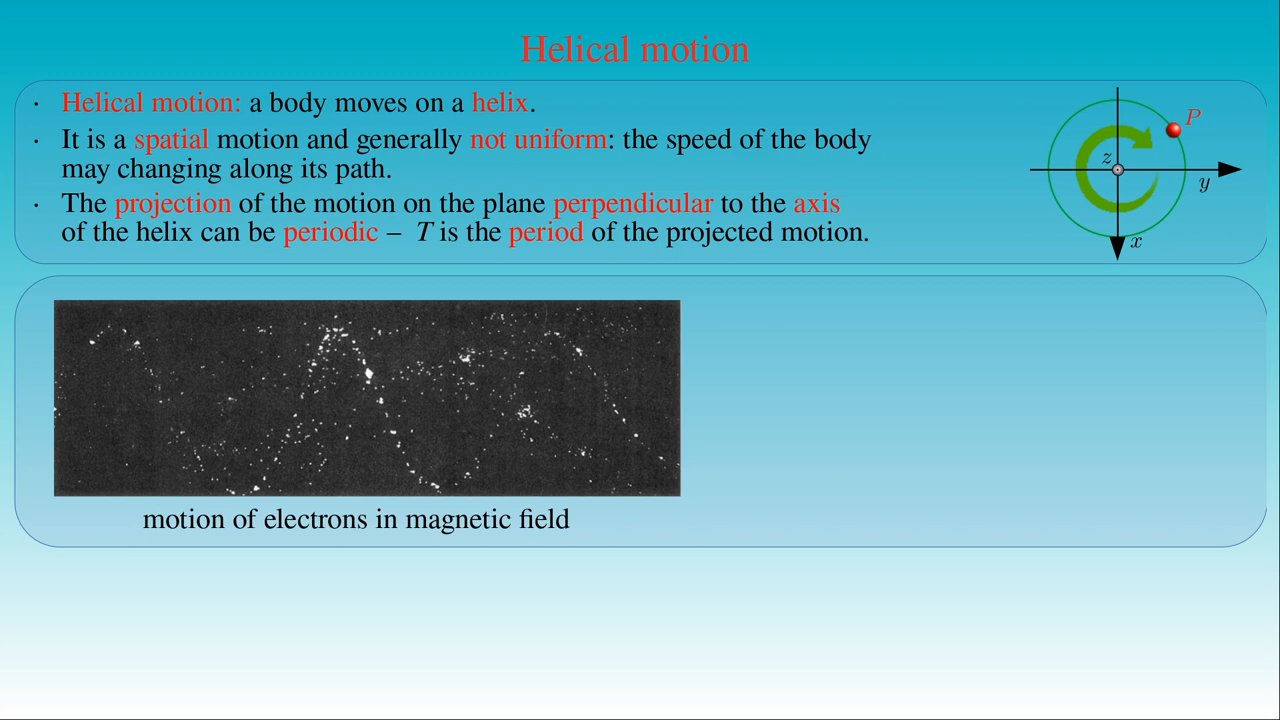 Helical motion
· Helical motion: a body moves on a helix.
· It is a spatial motion and generally not uniform: the speed of the body
may changing along its path.
· The projection of the motion on the plane perpendicular to the axis
of the helix can be periodic – T is the period of the projected motion.
P
z
y
x
motion of electrons in magnetic field